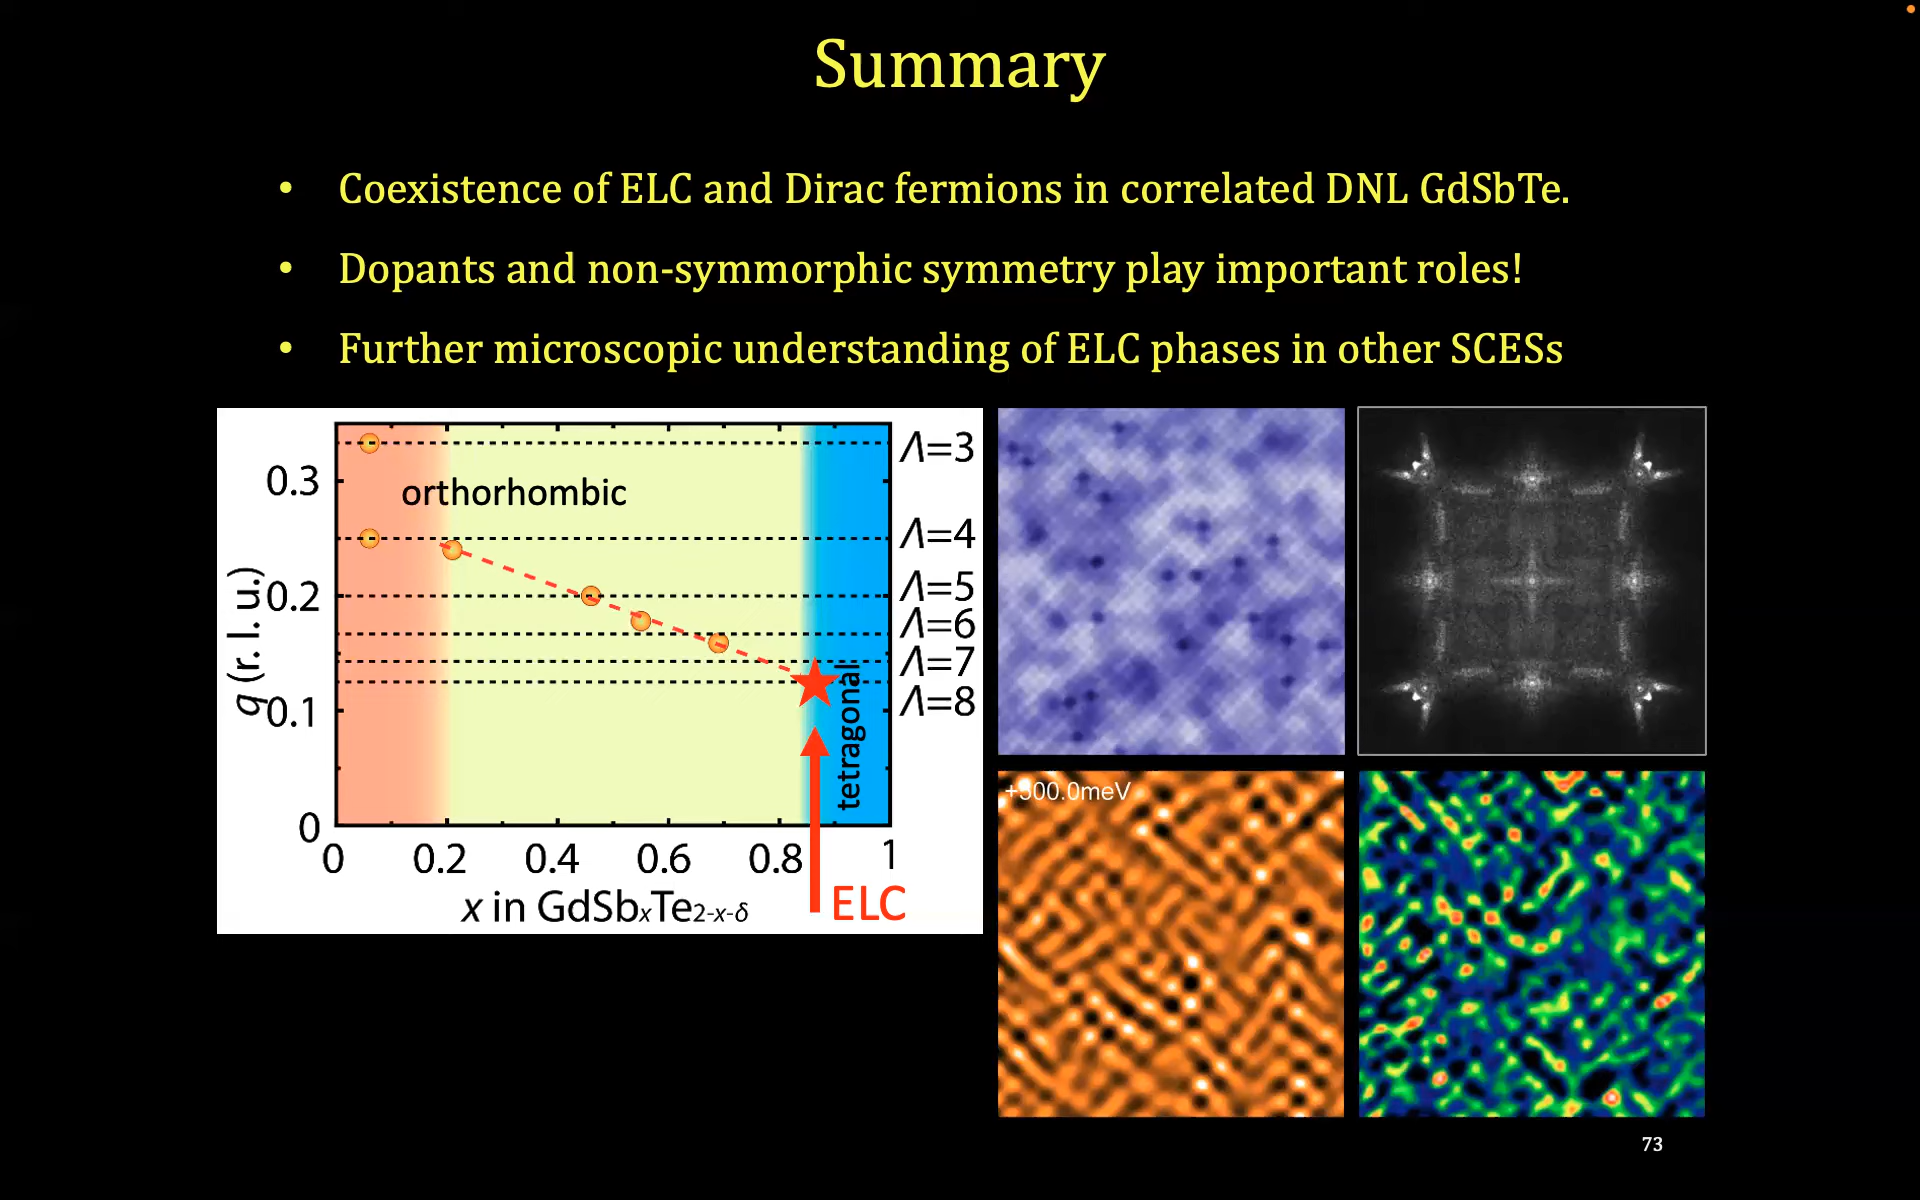 Summary
• Coexistence of ELC and Dirac fermions in correlated DNL GdSbTe.
• Dopants and non-symmorphic symmetry play important roles!
• Further microscopic understanding of ELC phases in other SCESs
orthorhombic
tetragonal
q (r. l. u.)
0.3
0.2
0.1
0
0 0.2 0.4 0.6 0.8 1
x in GdSbxTe2-x-δ
ELC
Λ=3
Λ=4
Λ=5
Λ=6
Λ=7
Λ=8
+300.0meV
73